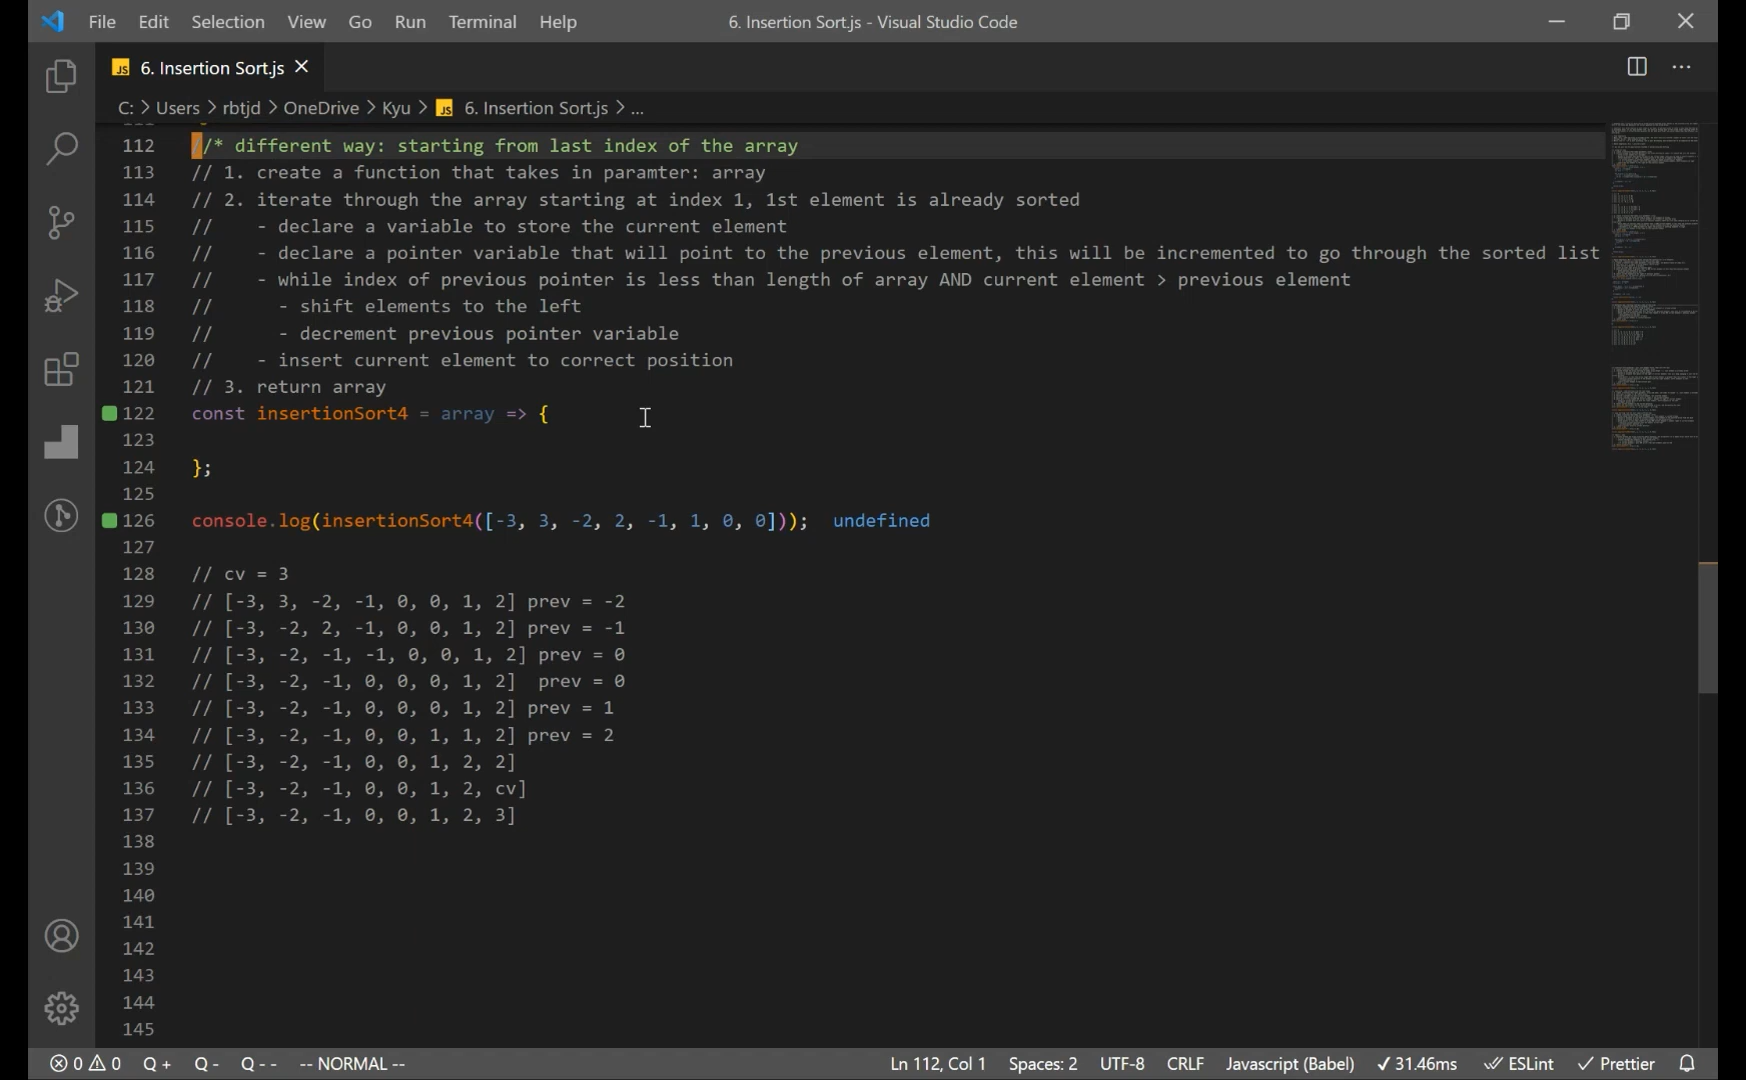 File Edit Selection View Go Run Terminal Help 6. Insertion Sort.js - Visual Studio Code
JS 6. Insertion Sort.js
C: > Users > rbtjd > OneDrive > Kyu > JS 6. Insertion Sort.js > ...
112 //* different way: starting from last index of the array
113 // 1. create a function that takes in paramter: array
114 // 2. iterate through the array starting at index 1, 1st element is already sorted
115 //    - declare a variable to store the current element
116 //    - declare a pointer variable that will point to the previous element, this will be incremented to go through the sorted list
117 //    - while index of previous pointer is less than length of array AND current element > previous element
118 //      - shift elements to the left
119 //      - decrement previous pointer variable
120 //    - insert current element to correct position
121 // 3. return array
122 const insertionSort4 = array => {
123
124 };
125
126 console.log(insertionSort4([-3, 3, -2, 2, -1, 1, 0, 0])); undefined
127
128 // cv = 3
129 // [-3, 3, -2, -1, 0, 0, 1, 2] prev = -2
130 // [-3, -2, 2, -1, 0, 0, 1, 2] prev = -1
131 // [-3, -2, -1, -1, 0, 0, 1, 2] prev = 0
132 // [-3, -2, -1, 0, 0, 0, 1, 2]  prev = 0
133 // [-3, -2, -1, 0, 0, 0, 1, 2] prev = 1
134 // [-3, -2, -1, 0, 0, 1, 1, 2] prev = 2
135 // [-3, -2, -1, 0, 0, 1, 2, 2]
136 // [-3, -2, -1, 0, 0, 1, 2, cv]
137 // [-3, -2, -1, 0, 0, 1, 2, 3]
138
139
140
141
142
143
144
145
0 0 Q + Q - Q - - -- NORMAL -- Ln 112, Col 1 Spaces: 2 UTF-8 CRLF Javascript (Babel) ✓ 31.46ms ESLint ✓ Prettier